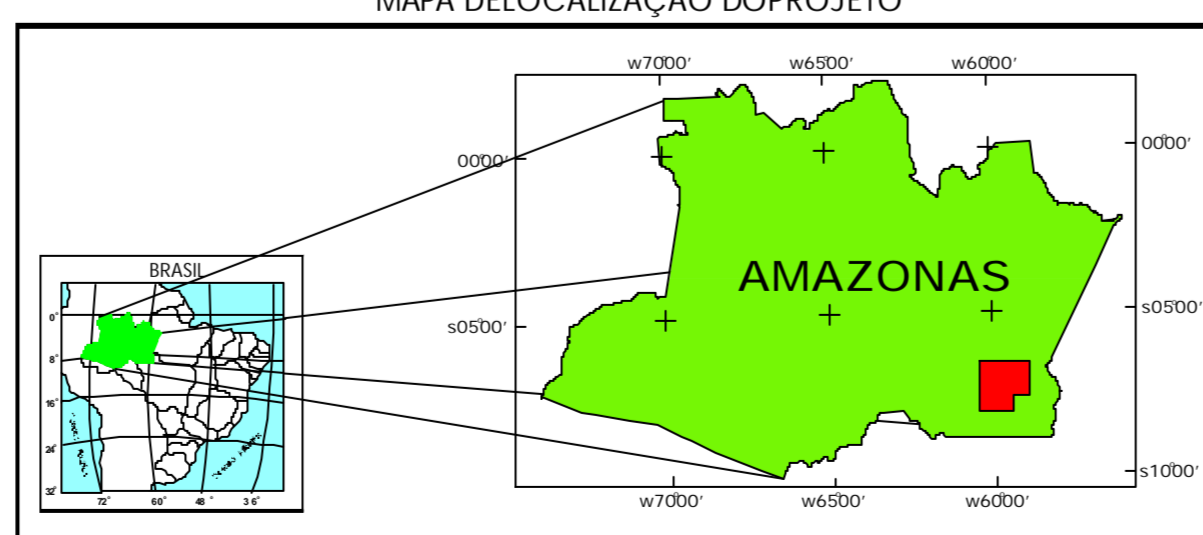 MAPA DELOCALIZAÇÃO DOPROJETO
w70°00' w65°00' w60°00'
00°00' 00°00'
AMAZONAS
s05°00' s05°00'
s10°00'
w70°00' w65°00' w60°00'
BRASIL
0°
8°
16°
24°
32°
72° 60° 48° 36°